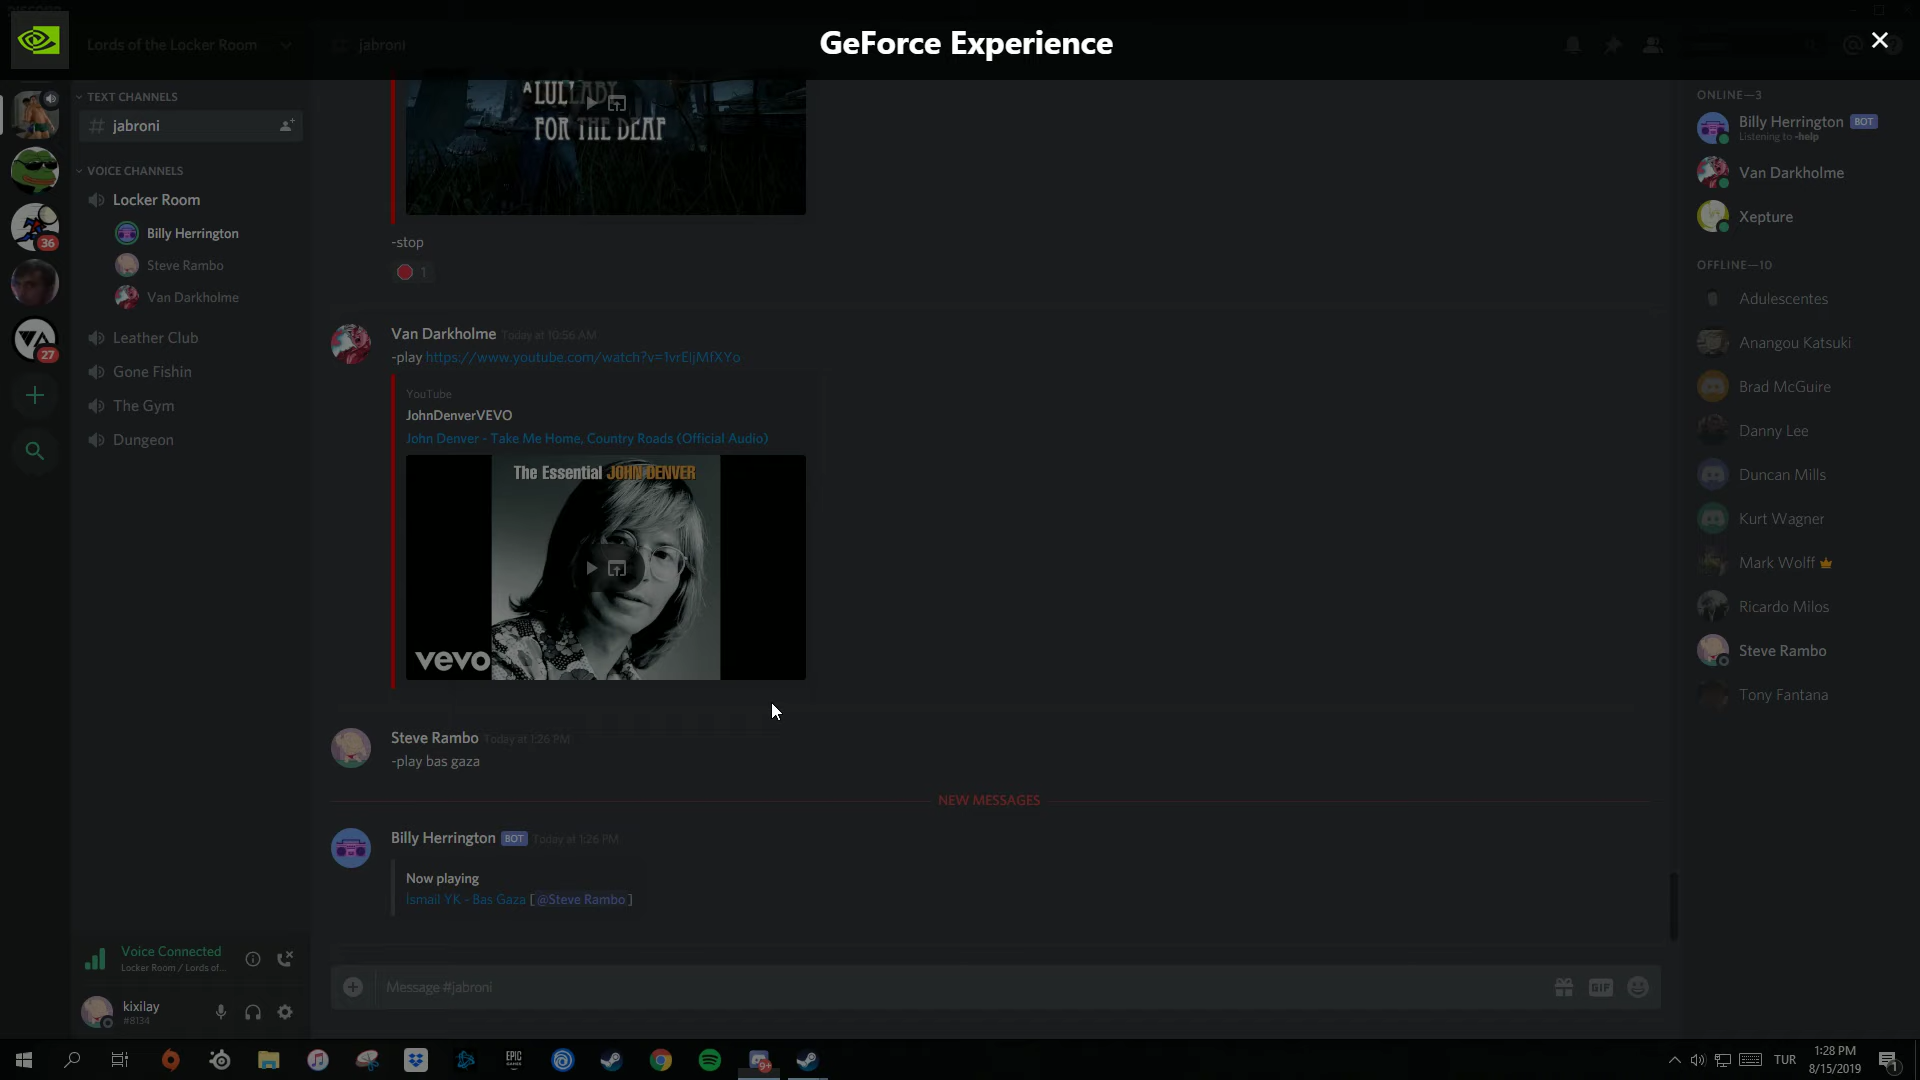 GeForce Experience
Lords of the Locker Room
jabroni
TEXT CHANNELS
jabroni
VOICE CHANNELS
Locker Room
Billy Herrington
Steve Rambo
Van Darkholme
Leather Club
Gone Fishin
The Gym
Dungeon
36
27
A LULLABY
FOR THE DEAF
-stop
1
Van Darkholme Today at 10:56 AM
-play https://www.youtube.com/watch?v=1vrEljMfXYo
YouTube
JohnDenverVEVO
John Denver - Take Me Home, Country Roads (Official Audio)
The Essential JOHN DENVER
vevo
Steve Rambo Today at 1:26 PM
-play bas gaza
NEW MESSAGES
Billy Herrington BOT Today at 1:26 PM
Now playing
İsmail YK - Bas Gaza [@Steve Rambo]
Message #jabroni
GIF
ONLINE—3
Billy Herrington BOT
Listening to -help
Van Darkholme
Xepture
OFFLINE—10
Adulescentes
Anangou Katsuki
Brad McGuire
Danny Lee
Duncan Mills
Kurt Wagner
Mark Wolff
Ricardo Milos
Steve Rambo
Tony Fantana
Voice Connected
Locker Room / Lords of...
kixilay
#8134
EPIC
GAMES
9+
TUR
1:28 PM
8/15/2019
1